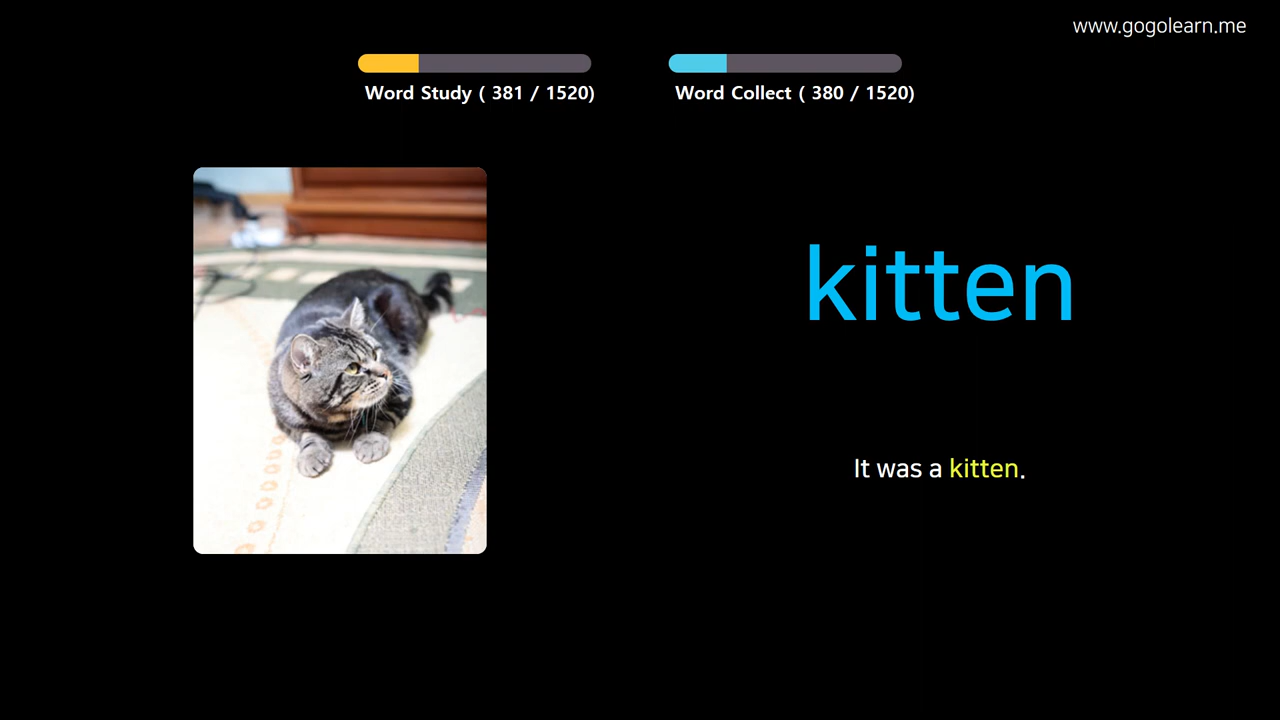 www.gogolearn.me
Word Study ( 381 / 1520)
Word Collect ( 380 / 1520)
kitten
It was a kitten.